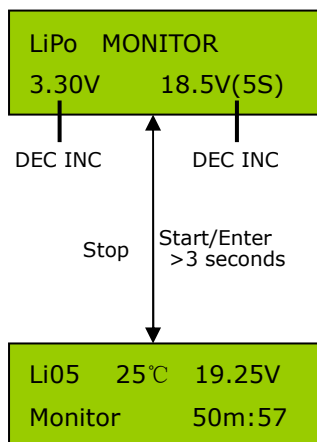 LiPo MONITOR
3.30V 18.5V(5S)
DEC INC DEC INC
Stop Start/Enter
>3 seconds
Li05 25℃ 19.25V
Monitor 50m:57